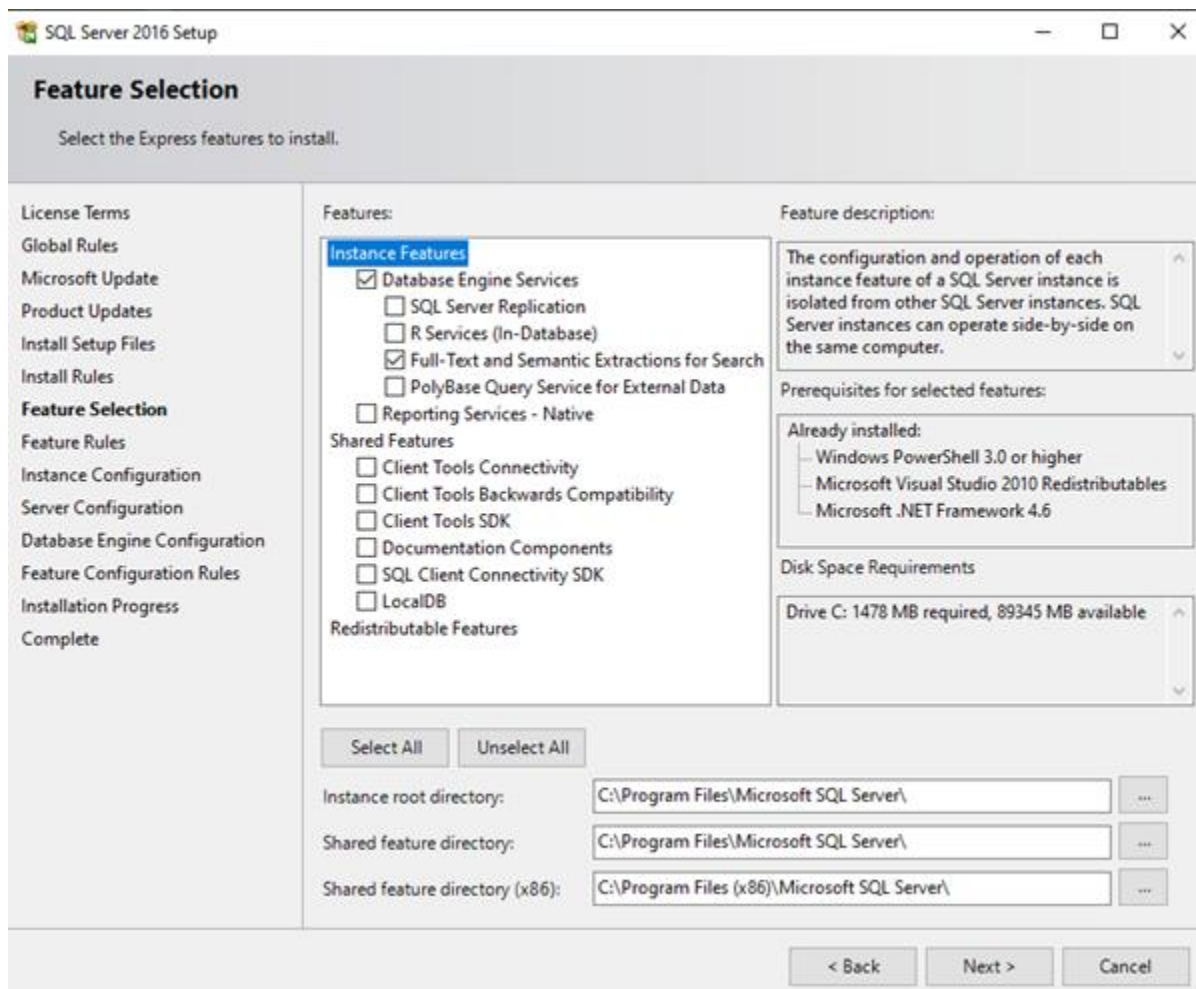 SQL Server 2016 Setup
Feature Selection
Select the Express features to install.
License Terms
Global Rules
Microsoft Update
Product Updates
Install Setup Files
Install Rules
Feature Selection
Feature Rules
Instance Configuration
Server Configuration
Database Engine Configuration
Feature Configuration Rules
Installation Progress
Complete
Features:
Instance Features
Database Engine Services
SQL Server Replication
R Services (In-Database)
Full-Text and Semantic Extractions for Search
PolyBase Query Service for External Data
Reporting Services - Native
Shared Features
Client Tools Connectivity
Client Tools Backwards Compatibility
Client Tools SDK
Documentation Components
SQL Client Connectivity SDK
LocalDB
Redistributable Features
Feature description:
The configuration and operation of each
instance feature of a SQL Server instance is
isolated from other SQL Server instances. SQL
Server instances can operate side-by-side on
the same computer.
Prerequisites for selected features:
Already installed:
Windows PowerShell 3.0 or higher
Microsoft Visual Studio 2010 Redistributables
Microsoft .NET Framework 4.6
Disk Space Requirements
Drive C: 1478 MB required, 89345 MB available
Select All
Unselect All
Instance root directory:
C:\Program Files\Microsoft SQL Server\
...
Shared feature directory:
C:\Program Files\Microsoft SQL Server\
...
Shared feature directory (x86):
C:\Program Files (x86)\Microsoft SQL Server\
...
< Back
Next >
Cancel